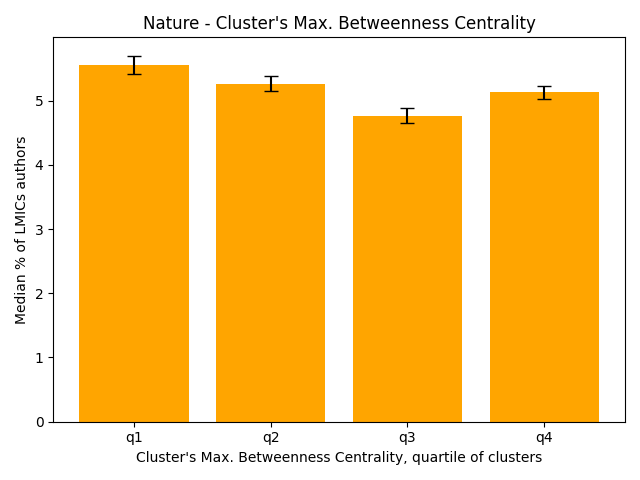 Nature - Cluster's Max. Betweenness Centrality
Median % of LMICs authors
5
4
3
2
1
0
q1 q2 q3 q4
Cluster's Max. Betweenness Centrality, quartile of clusters